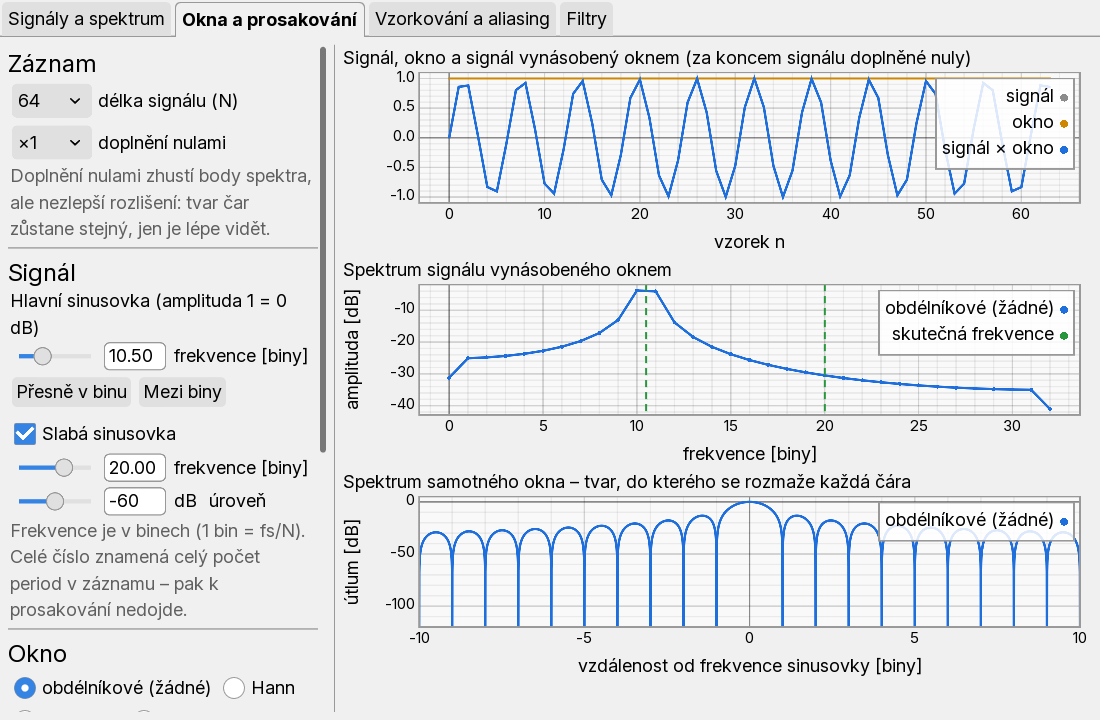 Signály a spektrum
Okna a prosakování
Vzorkování a aliasing
Filtry
Záznam
64
délka signálu (N)
×1
doplnění nulami
Doplnění nulami zhustí body spektra,
ale nezlepší rozlišení: tvar čar
zůstane stejný, jen je lépe vidět.
Signál
Hlavní sinusovka (amplituda 1 = 0
dB)
10.50
frekvence [biny]
Přesně v binu
Mezi biny
Slabá sinusovka
20.00
frekvence [biny]
-60
dB úroveň
Frekvence je v binech (1 bin = fs/N).
Celé číslo znamená celý počet
period v záznamu – pak k
prosakování nedojde.
Okno
obdélníkové (žádné)
Hann
Signál, okno a signál vynásobený oknem (za koncem signálu doplněné nuly)
1.0
0.5
0.0
-0.5
-1.0
signál
okno
signál × okno
0 10 20 30 40 50 60
vzorek n
Spektrum signálu vynásobeného oknem
amplituda [dB]
-10
-20
-30
-40
obdélníkové (žádné)
skutečná frekvence
0 5 10 15 20 25 30
frekvence [biny]
Spektrum samotného okna – tvar, do kterého se rozmaže každá čára
útlum [dB]
0
-50
-100
obdélníkové (žádné)
-10 -5 0 5 10
vzdálenost od frekvence sinusovky [biny]